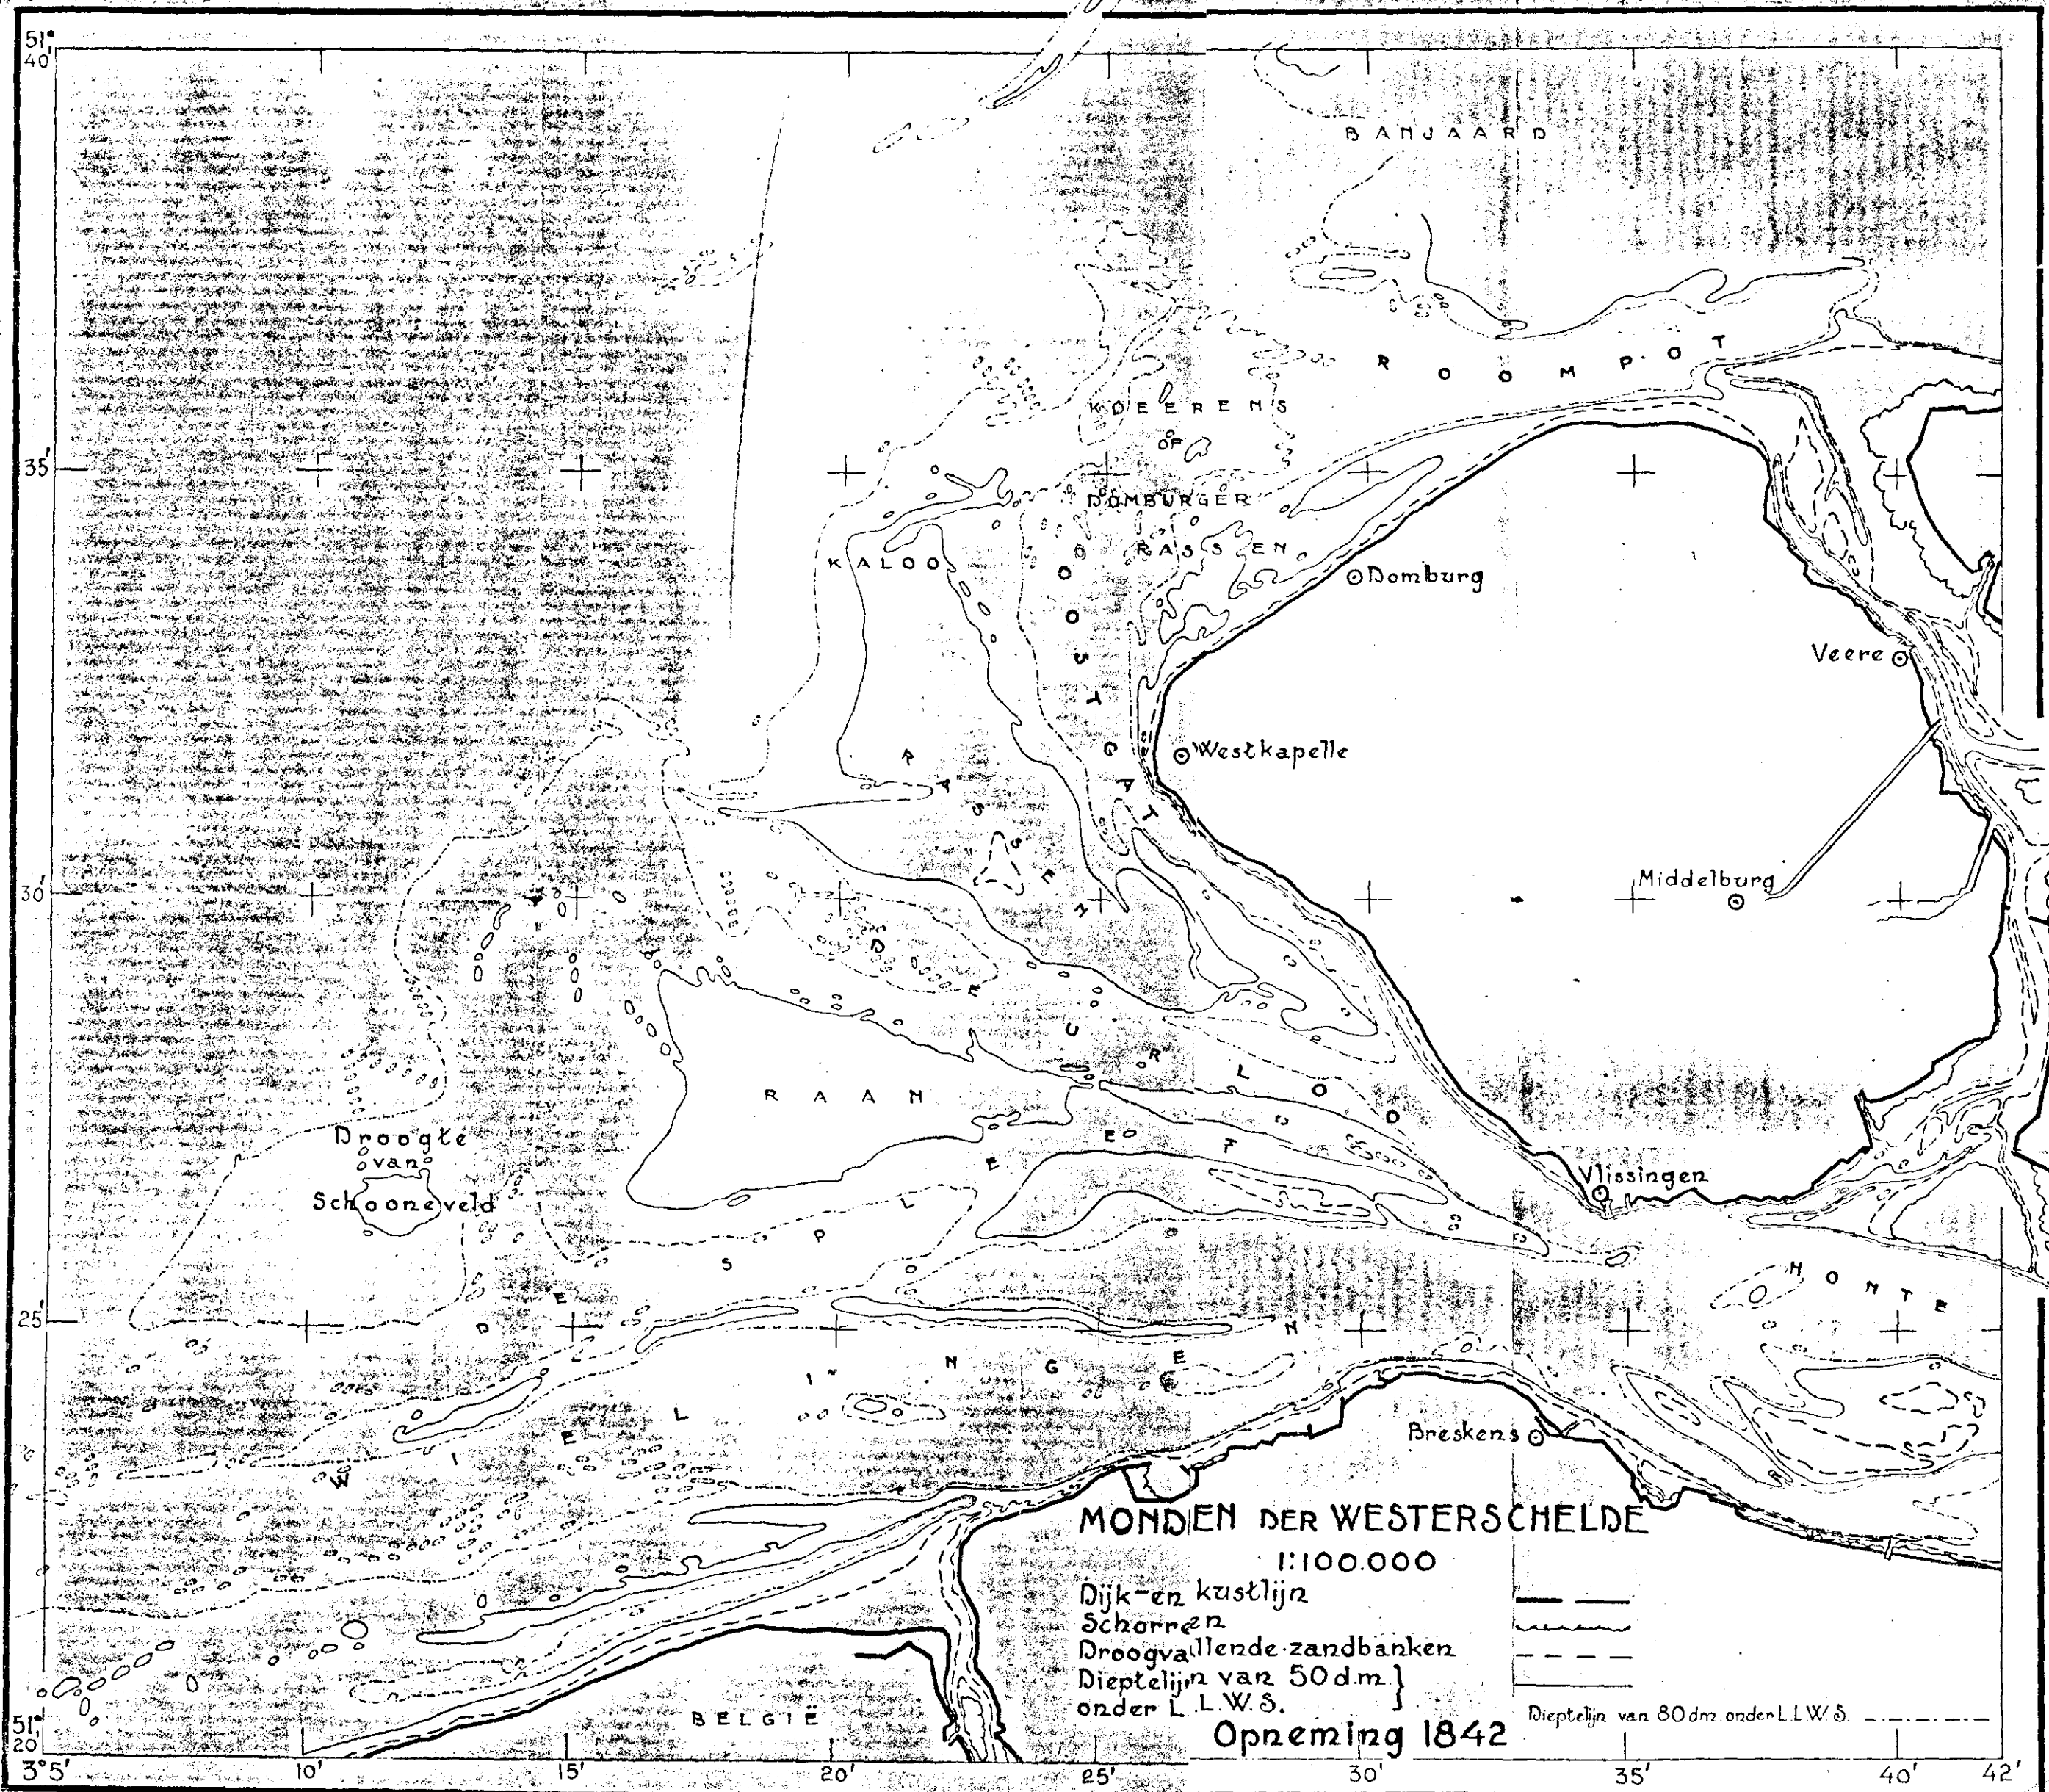 51°
40'
BANJAARD
ROOMPOT
KOEERENS
OF
35'
DOMBURGER
RASSEN
KALOO
Domburg
OOSTGAT
Veere
Westkapelle
RASSEN
Middelburg
30'
DEURLOO
RAAN
Droogte
van
Schooneveld
Vlissingen
SPLEET
HONTE
25'
DE
WIELINGEN
Breskens
MONDEN DER WESTERSCHELDE
1:100.000
Dijk-en kustlijn
Schorren
Droogvallende zandbanken
Dieptelijn van 50 d.m.
onder L.L.W.S.
Dieptelijn van 80 dm. onder L.L.W.S.
Opneming 1842
BELGIË
51°
20'
3°5' 10' 15' 20' 25' 30' 35' 40' 42'